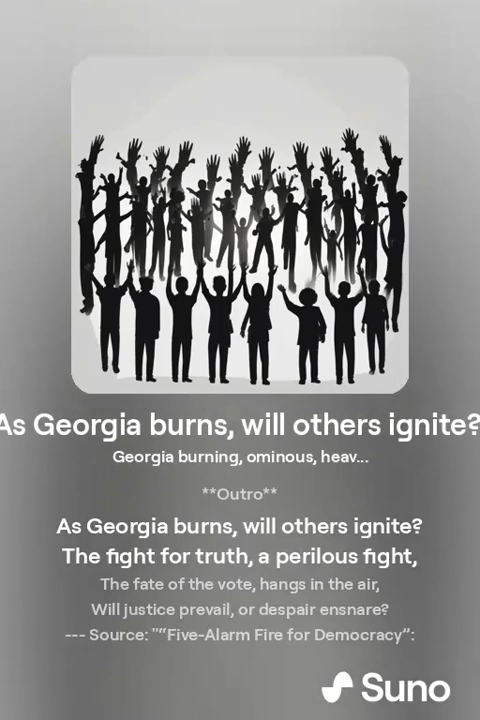 As Georgia burns, will others ignite?
Georgia burning, ominous, heav...
**Outro**
As Georgia burns, will others ignite?
The fight for truth, a perilous fight,
The fate of the vote, hangs in the air,
Will justice prevail, or despair ensnare?
--- Source: "“Five-Alarm Fire for Democracy”:
Suno